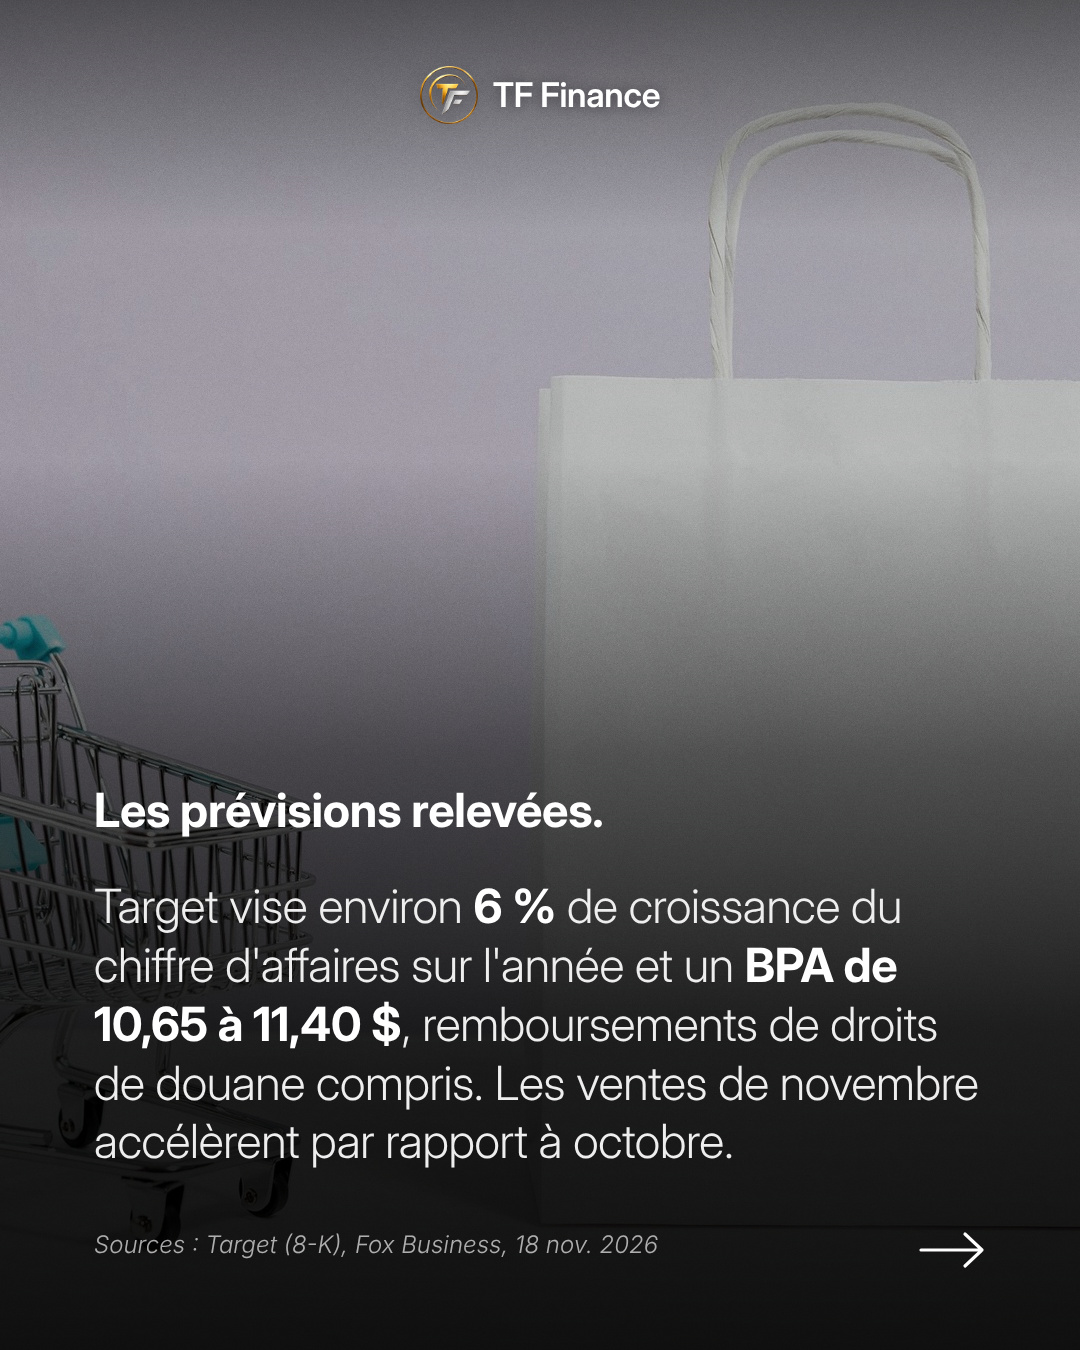 TF Finance
Les prévisions relevées.
Target vise environ 6 % de croissance du
chiffre d'affaires sur l'année et un BPA de
10,65 à 11,40 $, remboursements de droits
de douane compris. Les ventes de novembre
accélèrent par rapport à octobre.
Sources : Target (8-K), Fox Business, 18 nov. 2026